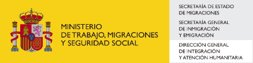 MINISTERIO
DE TRABAJO, MIGRACIONES
Y SEGURIDAD SOCIAL
SECRETARÍA DE ESTADO
DE MIGRACIONES
SECRETARÍA GENERAL
DE INMIGRACIÓN
Y EMIGRACIÓN
DIRECCIÓN GENERAL
DE INTEGRACIÓN
Y ATENCIÓN HUMANITARIA